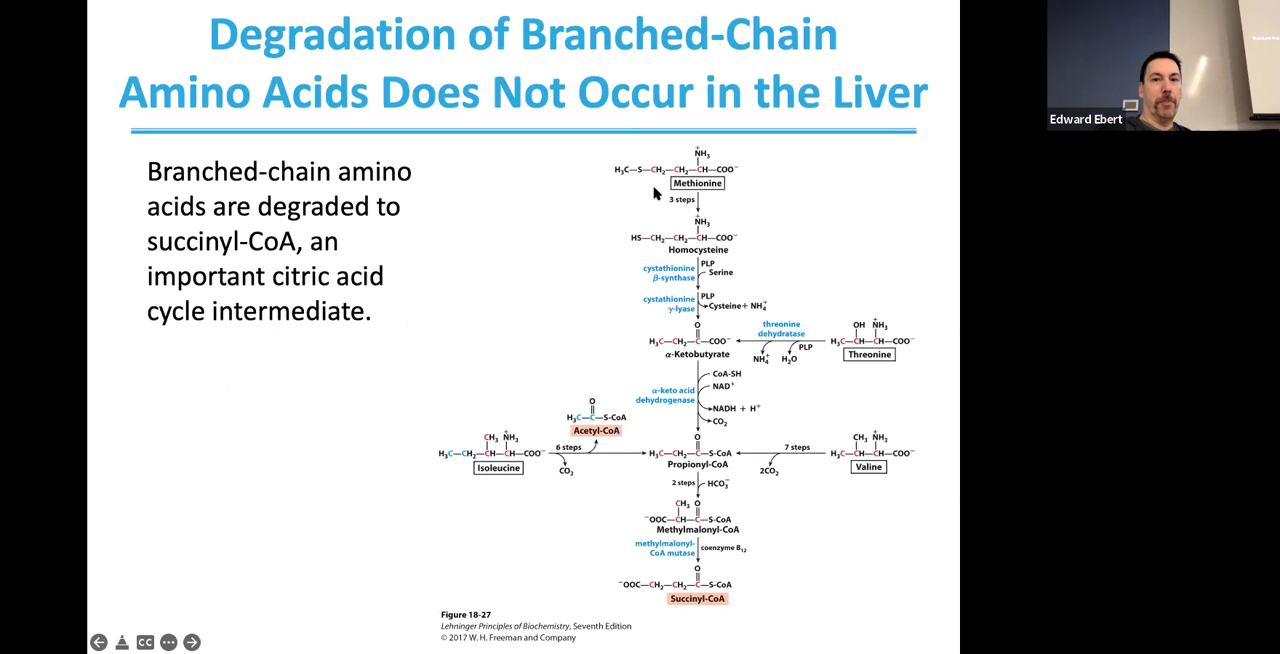 Degradation of Branched-Chain
Amino Acids Does Not Occur in the Liver
Branched-chain amino
acids are degraded to
succinyl-CoA, an
important citric acid
cycle intermediate.
Edward Ebert
+
NH₃
H₃C—S—CH₂—CH₂—CH—COO⁻
Methionine
3 steps
+
NH₃
HS—CH₂—CH₂—CH—COO⁻
Homocysteine
cystathionine
β-synthase
PLP
Serine
cystathionine
γ-lyase
PLP
Cysteine + NH₄⁺
O
H₃C—CH₂—C—COO⁻
α-Ketobutyrate
threonine
dehydratase
PLP
NH₄⁺ H₂O
OH NH₃⁺
H₃C—CH—CH—COO⁻
Threonine
CoA-SH
NAD⁺
α-keto acid
dehydrogenase
NADH + H⁺
CO₂
O
H₃C—C—S-CoA
Acetyl-CoA
CH₃ NH₃⁺
H₃C—CH₂—CH—CH—COO⁻
Isoleucine
6 steps
CO₂
O
H₃C—CH₂—C—S-CoA
Propionyl-CoA
7 steps
2CO₂
CH₃ NH₃⁺
H₃C—CH—CH—COO⁻
Valine
2 steps
HCO₃⁻
CH₃ O
⁻OOC—CH—C—S-CoA
Methylmalonyl-CoA
methylmalonyl-
CoA mutase
coenzyme B₁₂
O
⁻OOC—CH₂—CH₂—C—S-CoA
Succinyl-CoA
Figure 18-27
Lehninger Principles of Biochemistry, Seventh Edition
© 2017 W. H. Freeman and Company
CC